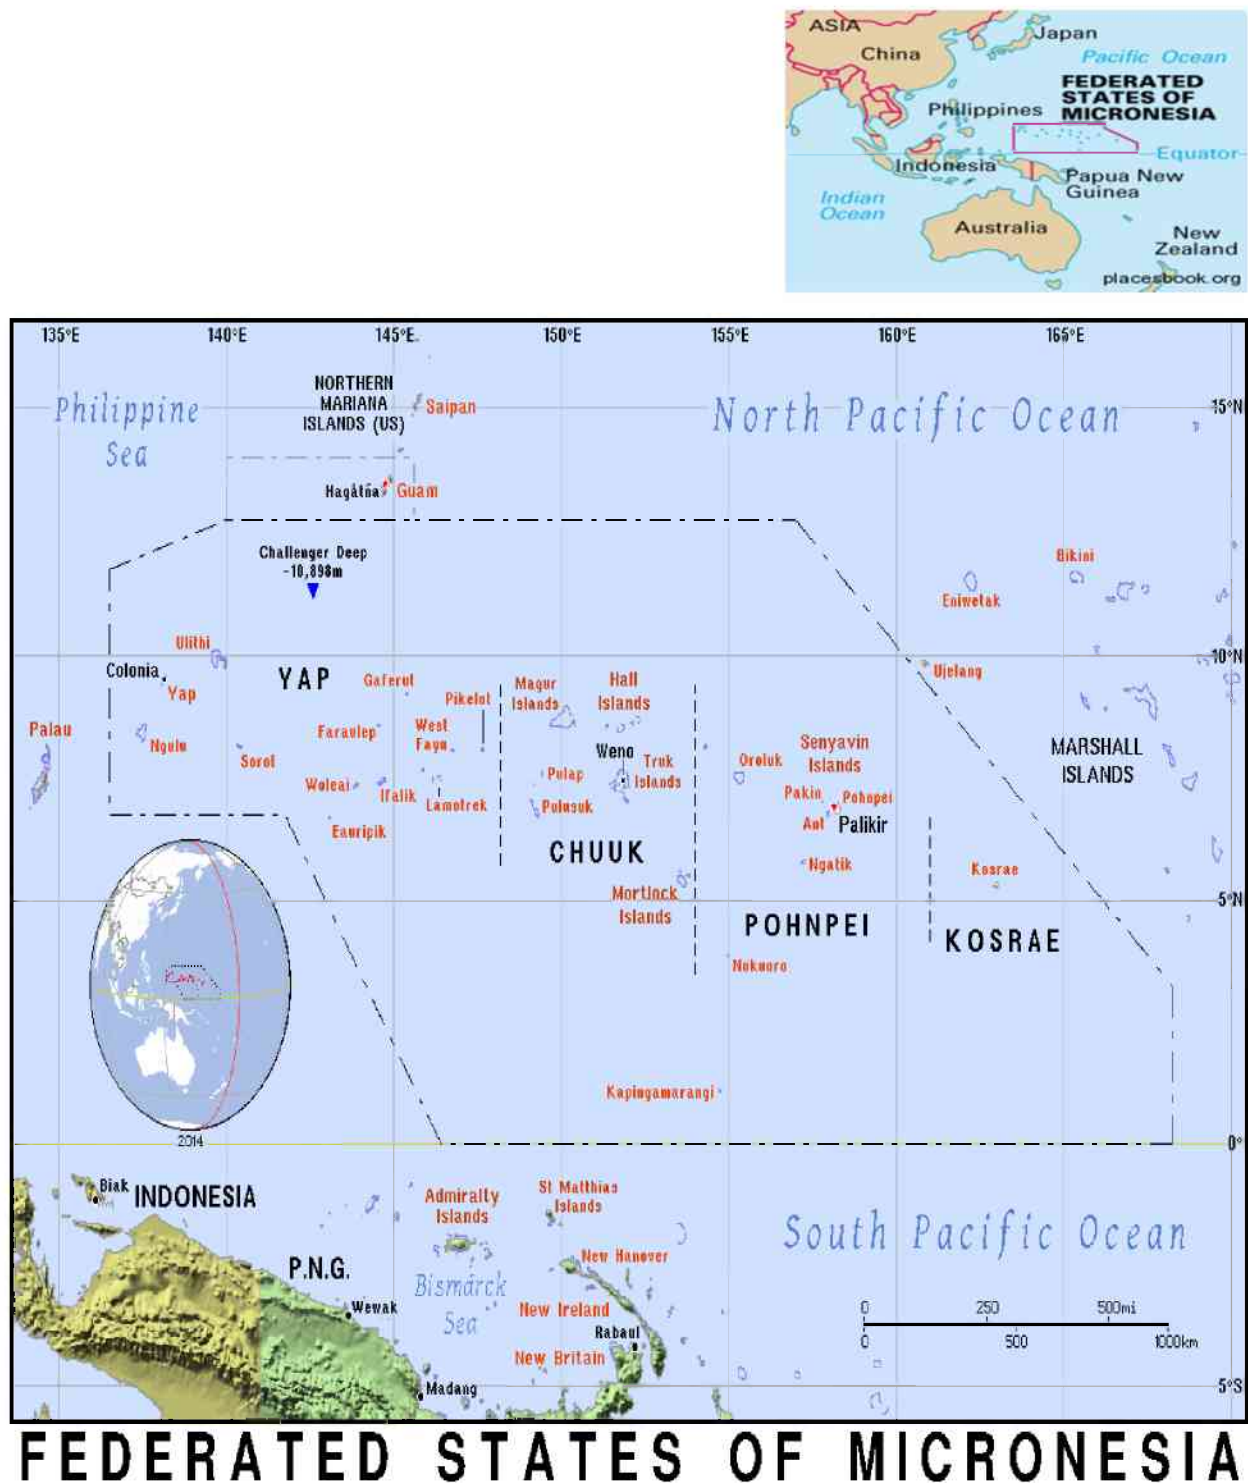 ASIA
China
Japan
Pacific Ocean
FEDERATED
STATES OF
MICRONESIA
Philippines
Equator
Indonesia
Papua New
Guinea
Indian
Ocean
Australia
New
Zealand
placesbook.org
135°E 140°E 145°E 150°E 155°E 160°E 165°E
NORTHERN
MARIANA
ISLANDS (US)
Saipan
Philippine
Sea
North Pacific Ocean
15°N
Hagåtña
Guam
Challenger Deep
-10,898m
Bikini
Eniwetak
Ulithi
10°N
Colonia
Yap
YAP
Gaferut
Pikelot
Magur
Islands
Hall
Islands
Ujelang
Palau
Ngulu
Sorol
Faraulep
West
Fayu
Weno
Truk
Islands
Oroluk
Senyavin
Islands
MARSHALL
ISLANDS
Woleai
Ifalik
Lamotrek
Pulap
Pulusuk
Pakin
Pohnpei
Ant
Palikir
Eauripik
CHUUK
Ngatik
Kosrae
Mortlock
Islands
5°N
POHNPEI
KOSRAE
Nukuoro
Kapingamarangi
2014
0°
Biak
INDONESIA
Admiralty
Islands
St Matthias
Islands
South Pacific Ocean
P.N.G.
New Hanover
Bismarck
Sea
Wewak
New Ireland
Rabaul
New Britain
0 250 500mi
0 500 1000km
Madang
5°S
FEDERATED STATES OF MICRONESIA